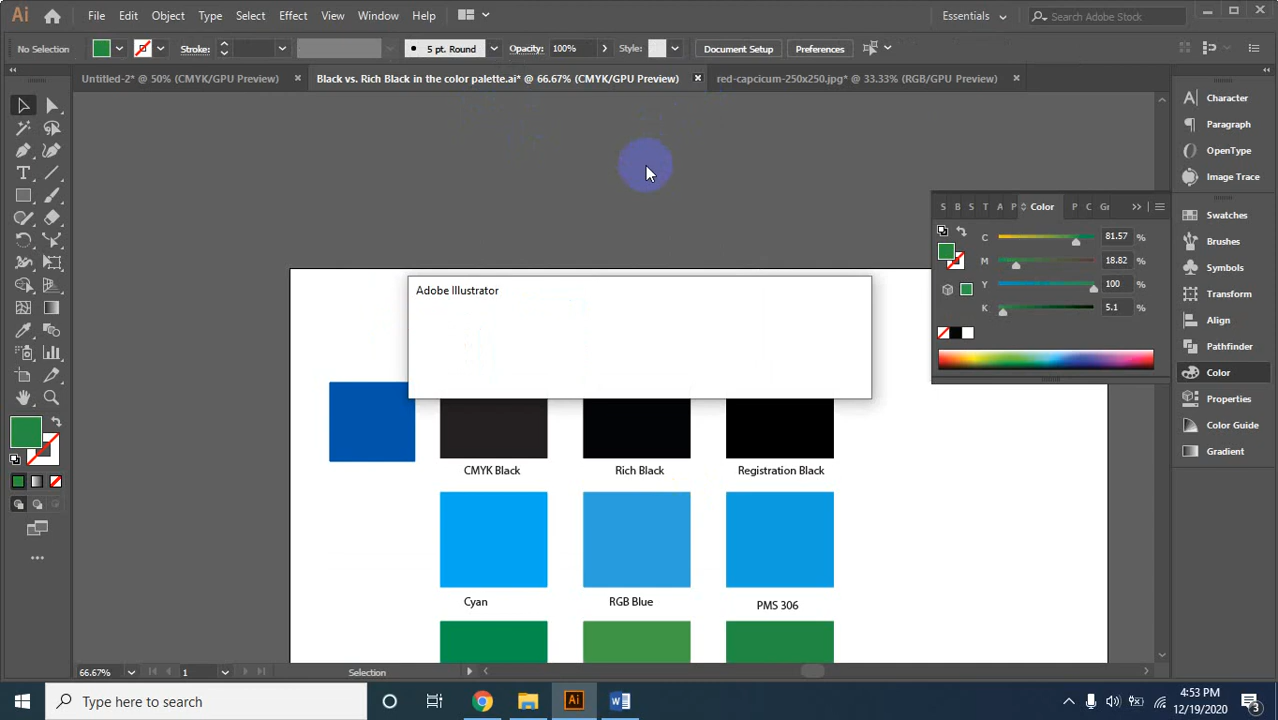 Ai File Edit Object Type Select Effect View Window Help Essentials Search Adobe Stock
No Selection Stroke: 5 pt. Round Opacity: 100% Style: Document Setup Preferences
Untitled-2* @ 50% (CMYK/GPU Preview) × Black vs. Rich Black in the color palette.ai* @ 66.67% (CMYK/GPU Preview) × red-capcicum-250x250.jpg* @ 33.33% (RGB/GPU Preview) ×
Character
Paragraph
OpenType
Image Trace
S B S T A P Color P C Gr
Swatches
C 81.57 %
Brushes
M 18.82 %
Symbols
Y 100 %
Transform
K 5.1 %
Align
Pathfinder
Color
Properties
Color Guide
Gradient
Adobe Illustrator
CMYK Black Rich Black Registration Black
Cyan RGB Blue PMS 306
66.67% 1 Selection
Type here to search
Ai
W
4:53 PM
12/19/2020
3